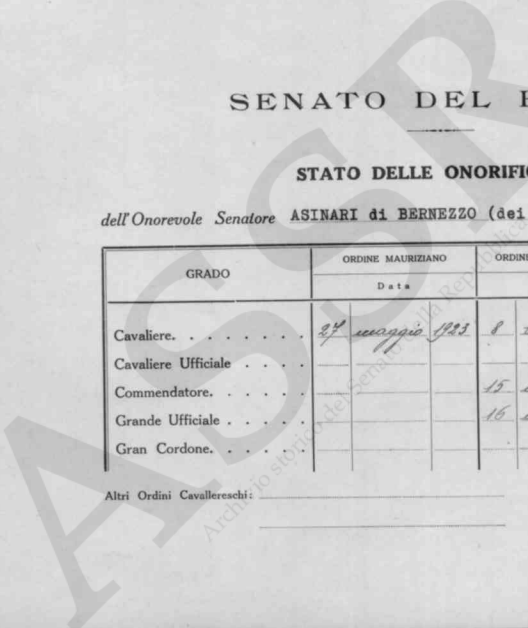 SENATO DEL
STATO DELLE ONORIFI
dell'Onorevole Senatore ASINARI di BERNEZZO (dei
GRADO ORDINE MAURIZIANO ORDINE
Data
Cavaliere. . . . . . . . 27 maggio 1923 8
Cavaliere Ufficiale . . . .
Commendatore. . . . . . 15
Grande Ufficiale . . . . . 16
Gran Cordone. . . . . .
Altri Ordini Cavallereschi:
ASSR
Archivio storico del Senato della Repubblica